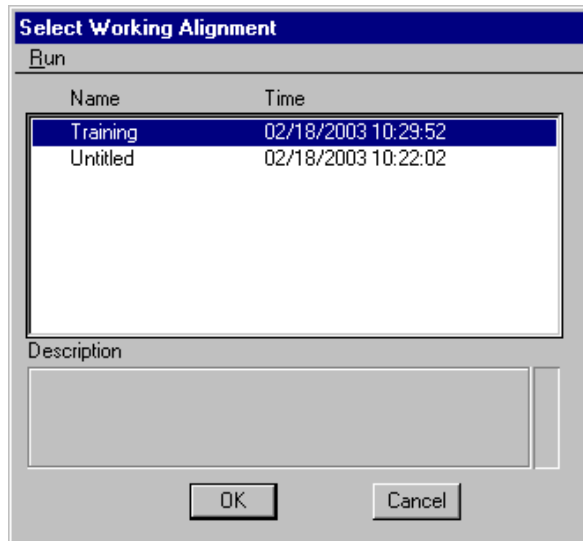 Select Working Alignment
Run
Name Time
Training 02/18/2003 10:29:52
Untitled 02/18/2003 10:22:02
Description
OK Cancel